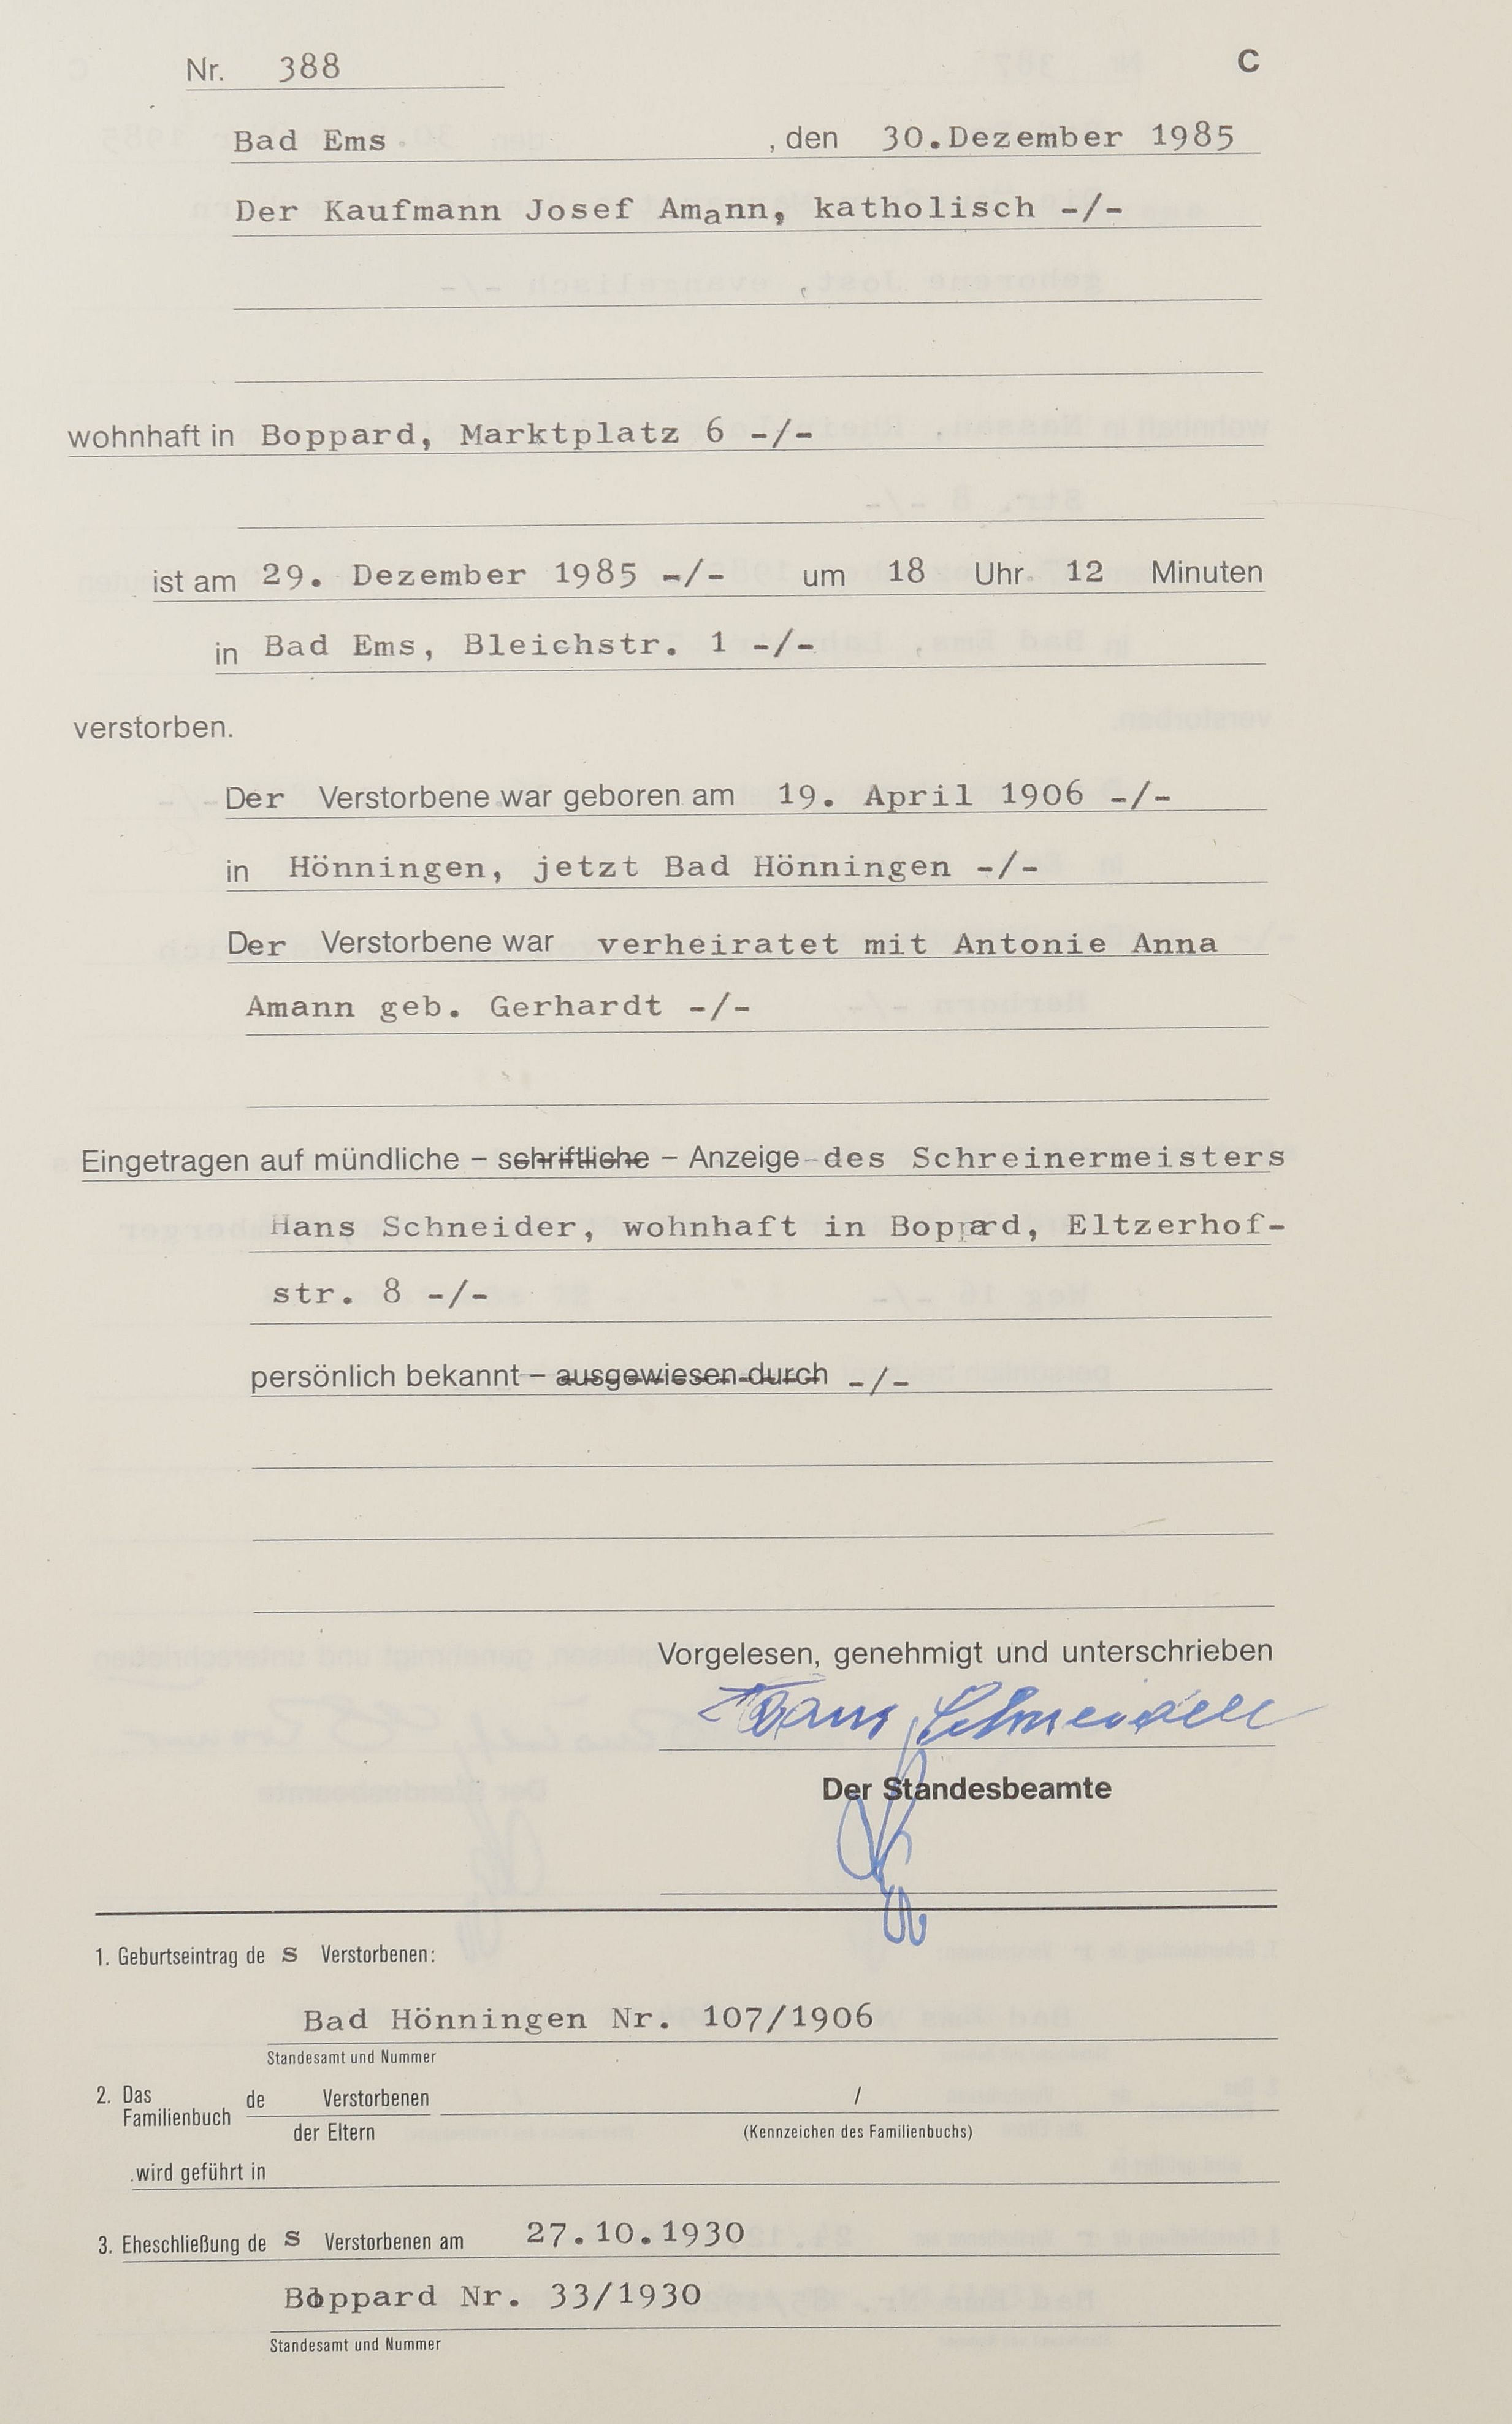 Nr. 388 C
Bad Ems , den 30.Dezember 1985
Der Kaufmann Josef Amann, katholisch -/-
wohnhaft in Boppard, Marktplatz 6 -/-
ist am 29. Dezember 1985 -/- um 18 Uhr 12 Minuten
in Bad Ems, Bleichstr. 1 -/-
verstorben.
Der Verstorbene war geboren am 19. April 1906 -/-
in Hönningen, jetzt Bad Hönningen -/-
Der Verstorbene war verheiratet mit Antonie Anna
Amann geb. Gerhardt -/-
Eingetragen auf mündliche – schriftliche – Anzeige - des Schreinermeisters
Hans Schneider, wohnhaft in Boppard, Eltzerhof-
str. 8 -/-
persönlich bekannt – ausgewiesen durch -/-
Vorgelesen, genehmigt und unterschrieben
Hans Schneider
Der Standesbeamte
1. Geburtseintrag de s Verstorbenen:
Bad Hönningen Nr. 107/1906
Standesamt und Nummer
2. Das Familienbuch de Verstorbenen /
der Eltern (Kennzeichen des Familienbuchs)
wird geführt in
3. Eheschließung de s Verstorbenen am 27.10.1930
Boppard Nr. 33/1930
Standesamt und Nummer